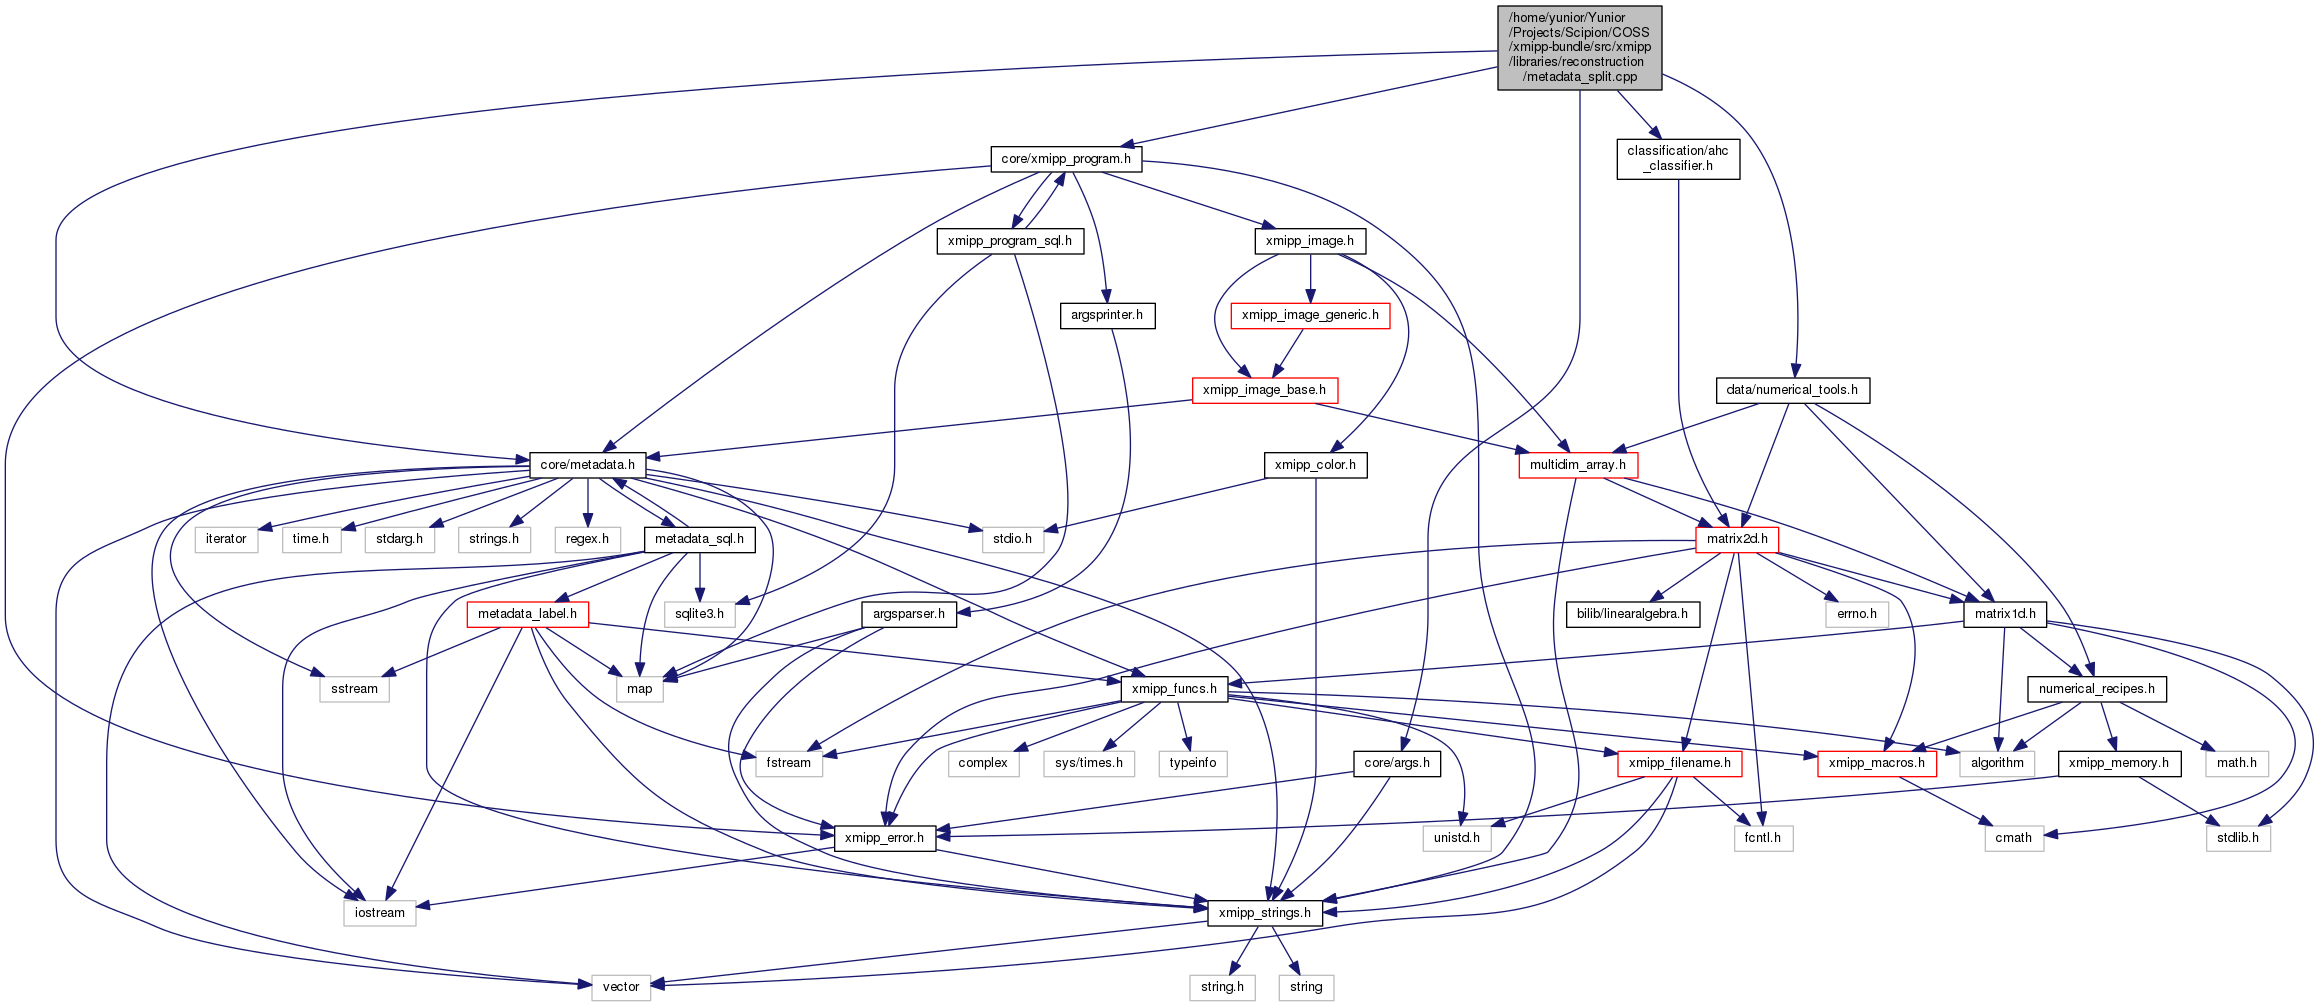 /home/yunior/Yunior
/Projects/Scipion/COSS
/xmipp-bundle/src/xmipp
/libraries/reconstruction
/metadata_split.cpp
core/xmipp_program.h
classification/ahc
_classifier.h
xmipp_program_sql.h
xmipp_image.h
argsprinter.h
xmipp_image_generic.h
xmipp_image_base.h
data/numerical_tools.h
core/metadata.h
xmipp_color.h
multidim_array.h
iterator
time.h
stdarg.h
strings.h
regex.h
metadata_sql.h
stdio.h
matrix2d.h
metadata_label.h
sqlite3.h
argsparser.h
bilib/linearalgebra.h
errno.h
matrix1d.h
sstream
map
xmipp_funcs.h
numerical_recipes.h
fstream
complex
sys/times.h
typeinfo
core/args.h
xmipp_filename.h
xmipp_macros.h
algorithm
xmipp_memory.h
math.h
xmipp_error.h
unistd.h
fcntl.h
cmath
stdlib.h
iostream
xmipp_strings.h
vector
string.h
string